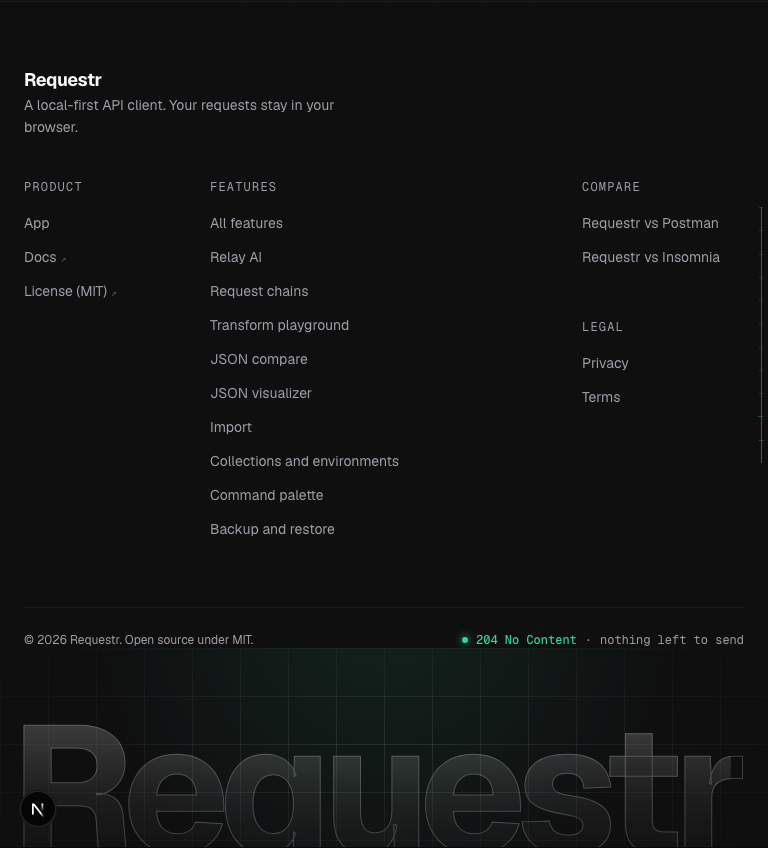 Requestr
A local-first API client. Your requests stay in your
browser.
PRODUCT
App
Docs ↗
License (MIT) ↗
FEATURES
All features
Relay AI
Request chains
Transform playground
JSON compare
JSON visualizer
Import
Collections and environments
Command palette
Backup and restore
COMPARE
Requestr vs Postman
Requestr vs Insomnia
LEGAL
Privacy
Terms
© 2026 Requestr. Open source under MIT.
204 No Content · nothing left to send
Requestr
N